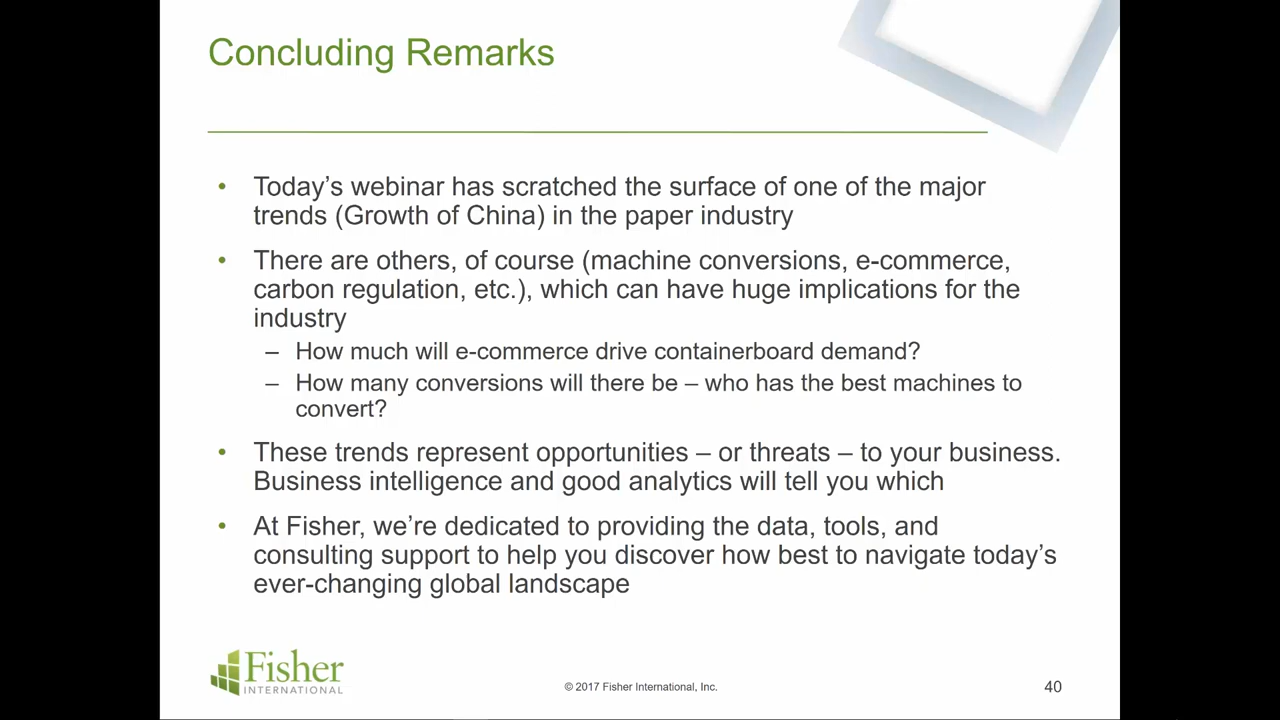 Concluding Remarks
• Today’s webinar has scratched the surface of one of the major
trends (Growth of China) in the paper industry
• There are others, of course (machine conversions, e-commerce,
carbon regulation, etc.), which can have huge implications for the
industry
– How much will e-commerce drive containerboard demand?
– How many conversions will there be – who has the best machines to
convert?
• These trends represent opportunities – or threats – to your business.
Business intelligence and good analytics will tell you which
• At Fisher, we’re dedicated to providing the data, tools, and
consulting support to help you discover how best to navigate today’s
ever-changing global landscape
Fisher
INTERNATIONAL
© 2017 Fisher International, Inc.
40